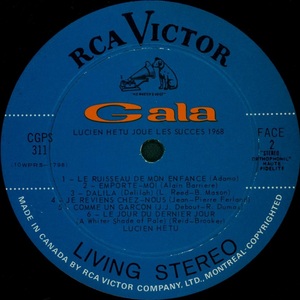 RCA VICTOR
Gala
LUCIEN HETU JOUE LES SUCCES 1968
CGPS
311
FACE
2
1 - LE RUISSEAU DE MON ENFANCE (Adamo)
2 - EMPORTE-MOI (Alain Barriere)
3 - DALILA (Delilah) (L. Reed-B. Mason)
4 - JE REVIENS CHEZ-NOUS (Jean-Pierre Ferland)
5 - COMME UN GARCON (J.J. Debout-R. Dumas)
6 - LE JOUR DU DERNIER JOUR
(A Whiter Shade of Pale) (Reid-Brooker)
LUCIEN HETU
LIVING STEREO
MADE IN CANADA BY RCA VICTOR COMPANY, LTD., MONTREAL-COPYRIGHTED